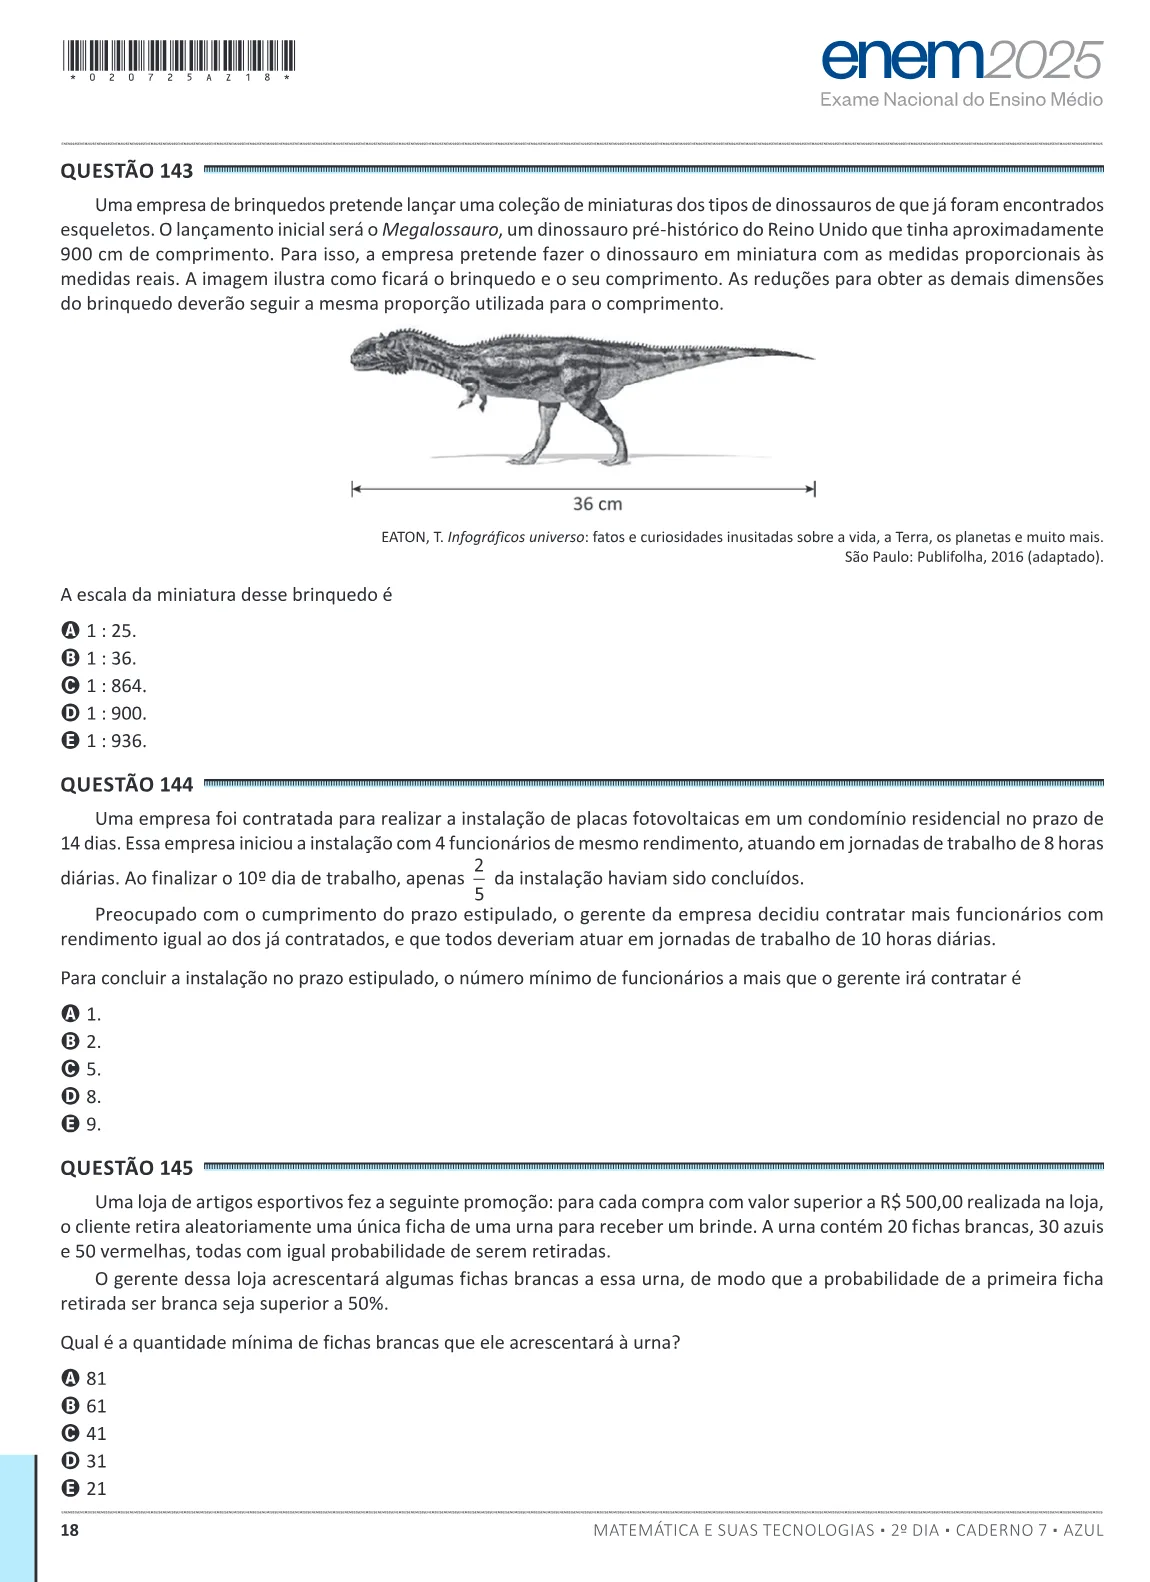 *020725AZ18*
enem2025
Exame Nacional do Ensino Médio
QUESTÃO 143
Uma empresa de brinquedos pretende lançar uma coleção de miniaturas dos tipos de dinossauros de que já foram encontrados
esqueletos. O lançamento inicial será o Megalossauro, um dinossauro pré-histórico do Reino Unido que tinha aproximadamente
900 cm de comprimento. Para isso, a empresa pretende fazer o dinossauro em miniatura com as medidas proporcionais às
medidas reais. A imagem ilustra como ficará o brinquedo e o seu comprimento. As reduções para obter as demais dimensões
do brinquedo deverão seguir a mesma proporção utilizada para o comprimento.
36 cm
EATON, T. Infográficos universo: fatos e curiosidades inusitadas sobre a vida, a Terra, os planetas e muito mais.
São Paulo: Publifolha, 2016 (adaptado).
A escala da miniatura desse brinquedo é
A 1 : 25.
B 1 : 36.
C 1 : 864.
D 1 : 900.
E 1 : 936.
QUESTÃO 144
Uma empresa foi contratada para realizar a instalação de placas fotovoltaicas em um condomínio residencial no prazo de
14 dias. Essa empresa iniciou a instalação com 4 funcionários de mesmo rendimento, atuando em jornadas de trabalho de 8 horas
diárias. Ao finalizar o 10º dia de trabalho, apenas 2/5 da instalação haviam sido concluídos.
Preocupado com o cumprimento do prazo estipulado, o gerente da empresa decidiu contratar mais funcionários com
rendimento igual ao dos já contratados, e que todos deveriam atuar em jornadas de trabalho de 10 horas diárias.
Para concluir a instalação no prazo estipulado, o número mínimo de funcionários a mais que o gerente irá contratar é
A 1.
B 2.
C 5.
D 8.
E 9.
QUESTÃO 145
Uma loja de artigos esportivos fez a seguinte promoção: para cada compra com valor superior a R$ 500,00 realizada na loja,
o cliente retira aleatoriamente uma única ficha de uma urna para receber um brinde. A urna contém 20 fichas brancas, 30 azuis
e 50 vermelhas, todas com igual probabilidade de serem retiradas.
O gerente dessa loja acrescentará algumas fichas brancas a essa urna, de modo que a probabilidade de a primeira ficha
retirada ser branca seja superior a 50%.
Qual é a quantidade mínima de fichas brancas que ele acrescentará à urna?
A 81
B 61
C 41
D 31
E 21
18
MATEMÁTICA E SUAS TECNOLOGIAS • 2º DIA • CADERNO 7 • AZUL